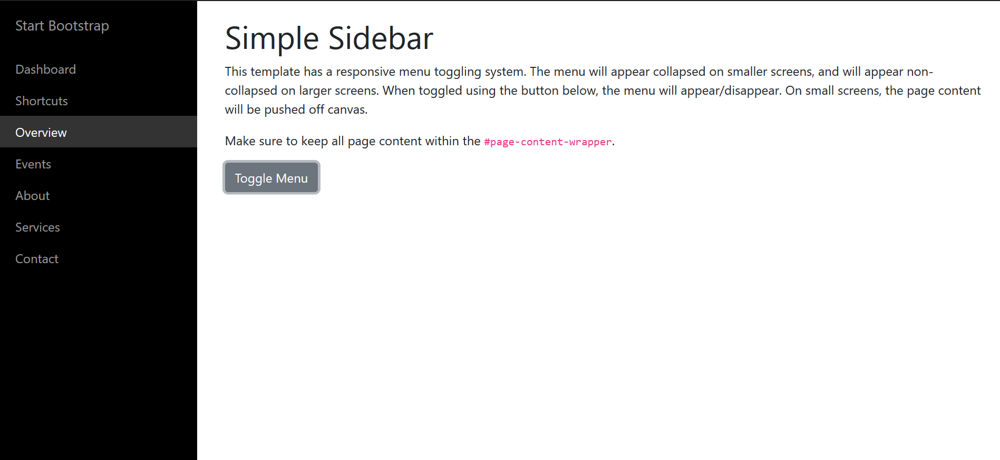 Start Bootstrap
Dashboard
Shortcuts
Overview
Events
About
Services
Contact
Simple Sidebar
This template has a responsive menu toggling system. The menu will appear collapsed on smaller screens, and will appear non-
collapsed on larger screens. When toggled using the button below, the menu will appear/disappear. On small screens, the page content
will be pushed off canvas.
Make sure to keep all page content within the #page-content-wrapper.
Toggle Menu